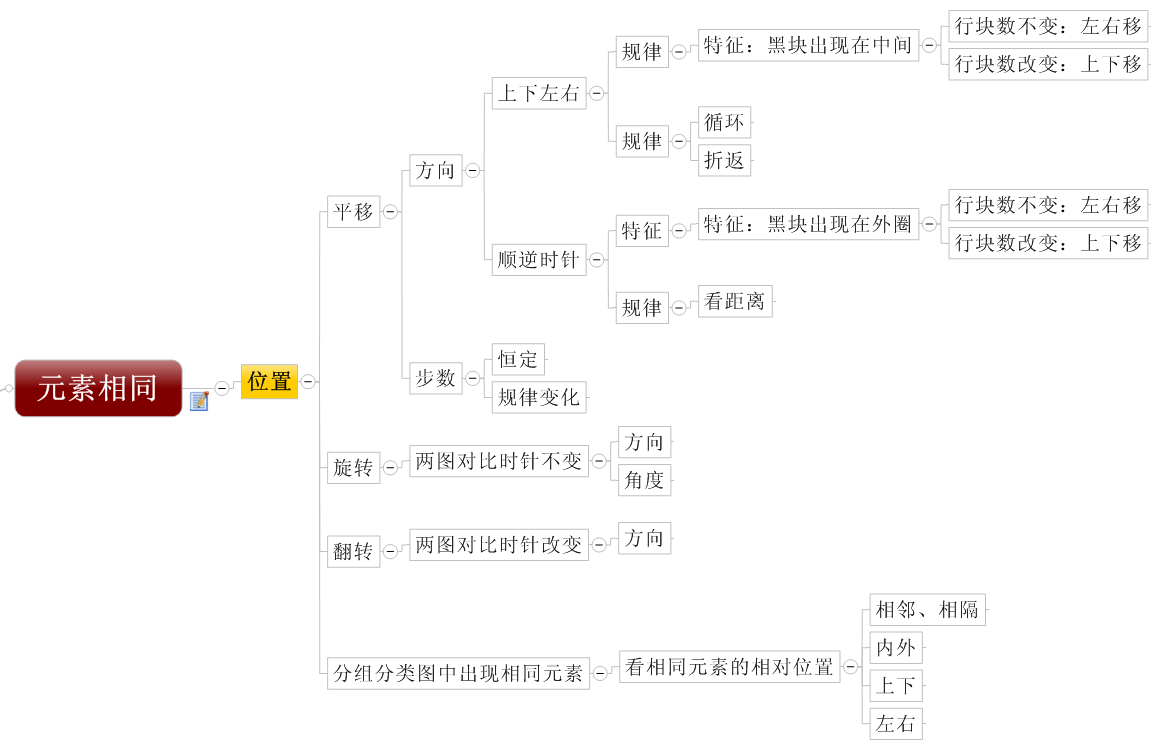 元素相同
位置
平移
方向
上下左右
规律
特征：黑块出现在中间
行块数不变：左右移
行块数改变：上下移
规律
循环
折返
顺逆时针
特征
特征：黑块出现在外圈
行块数不变：左右移
行块数改变：上下移
规律
看距离
步数
恒定
规律变化
旋转
两图对比时针不变
方向
角度
翻转
两图对比时针改变
方向
分组分类图中出现相同元素
看相同元素的相对位置
相邻、相隔
内外
上下
左右